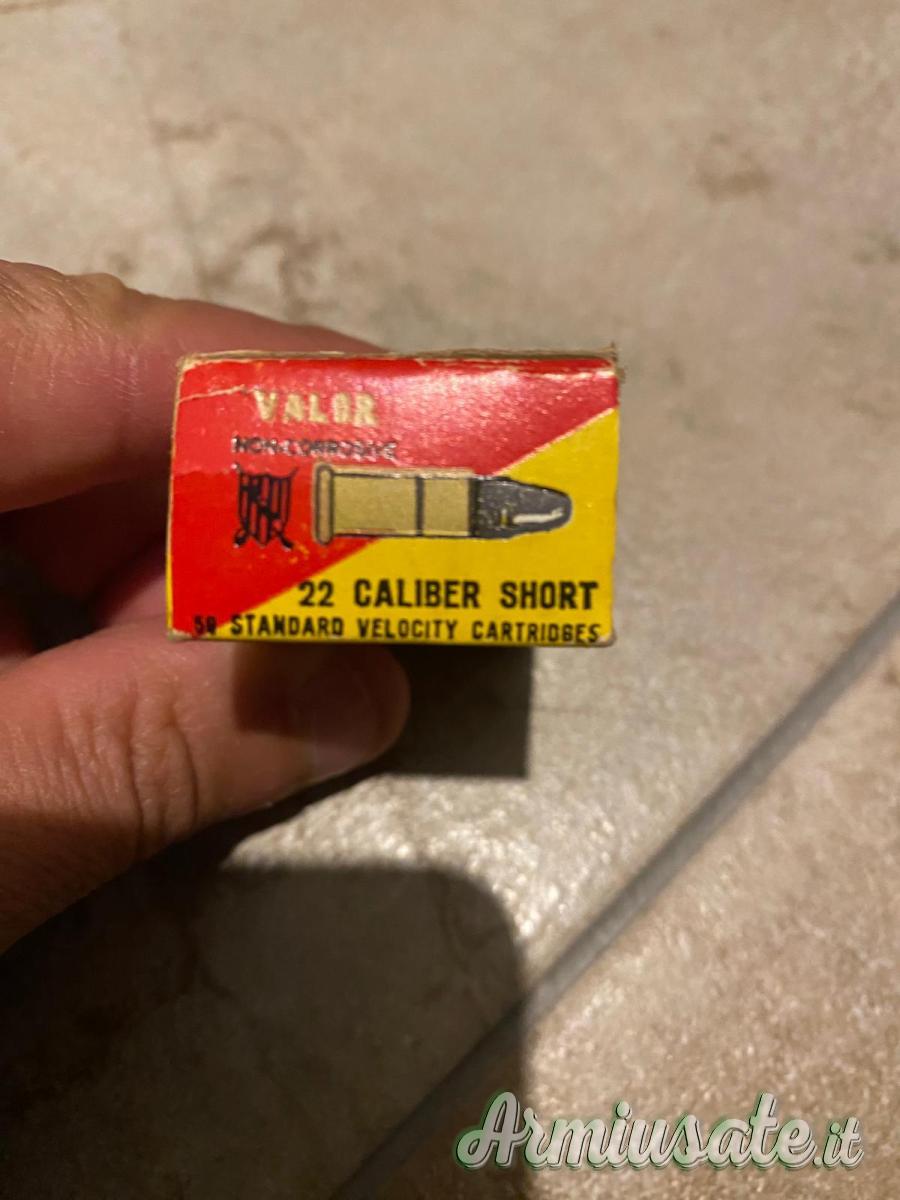 VALOR
NON-CORROSIVE
22 CALIBER SHORT
50 STANDARD VELOCITY CARTRIDGES
Armiusate.it